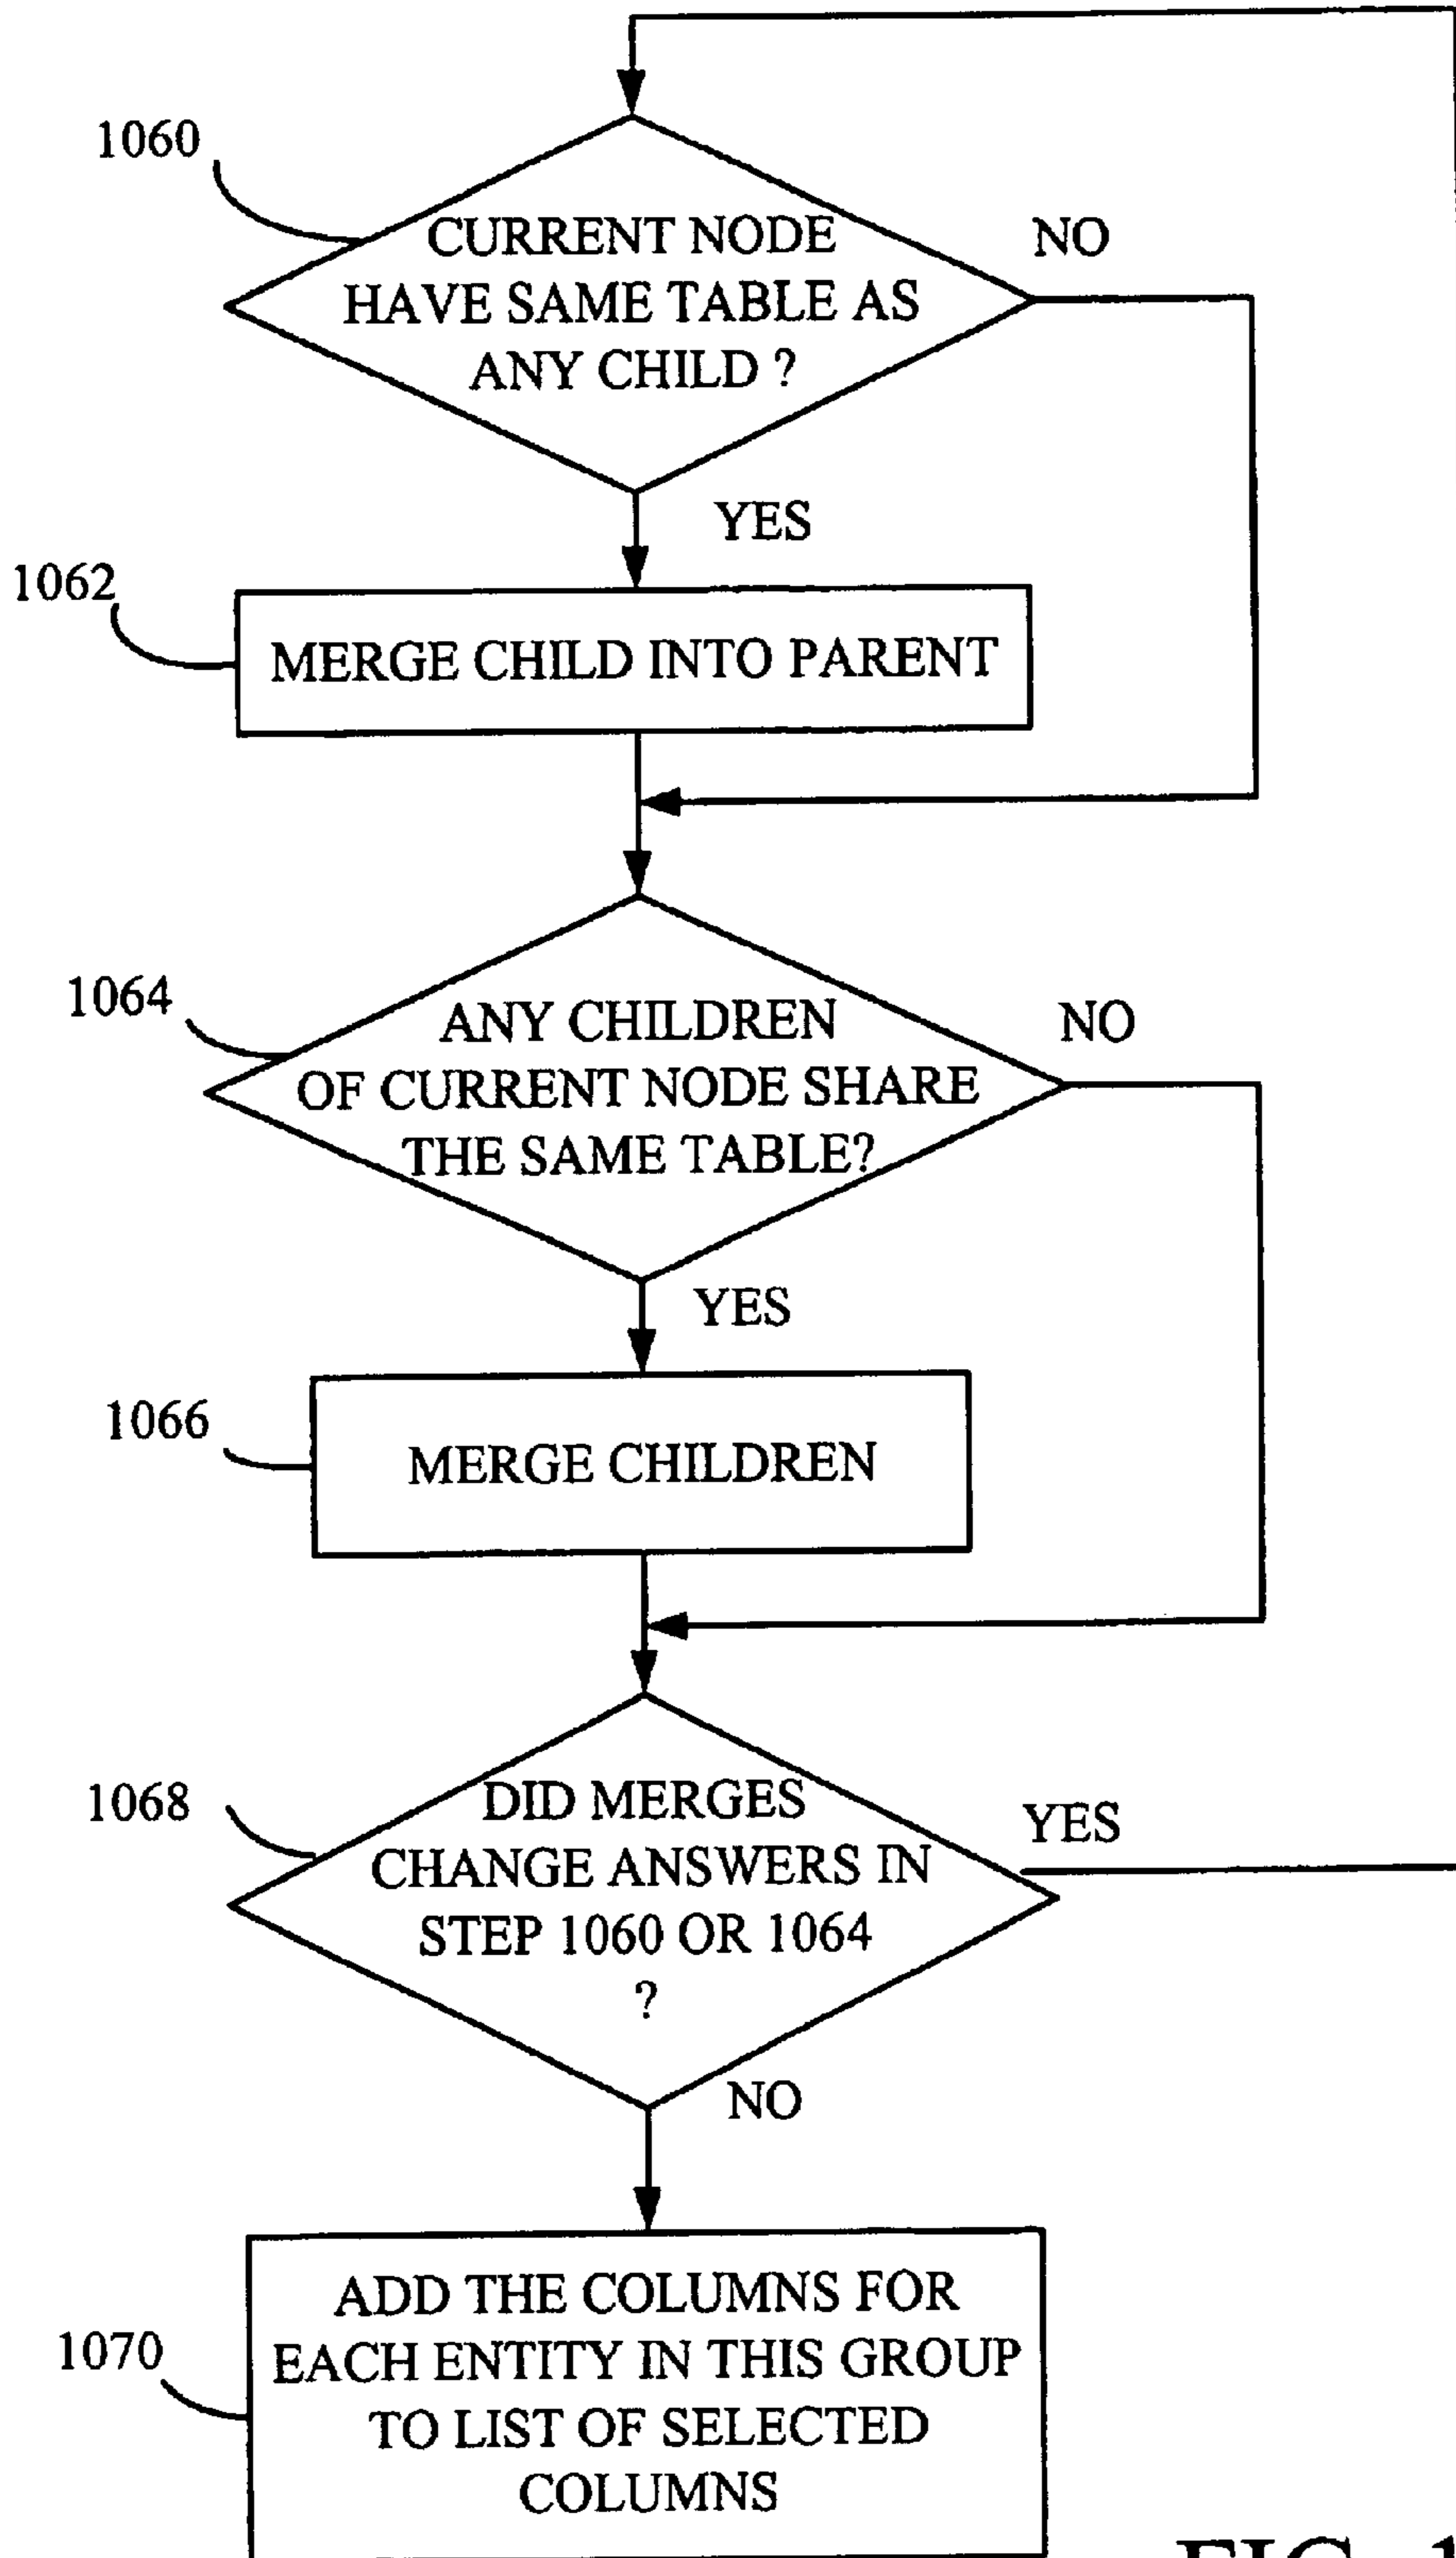 1060
CURRENT NODE
HAVE SAME TABLE AS
ANY CHILD ?
NO
YES
1062
MERGE CHILD INTO PARENT
1064
ANY CHILDREN
OF CURRENT NODE SHARE
THE SAME TABLE?
NO
YES
1066
MERGE CHILDREN
1068
DID MERGES
CHANGE ANSWERS IN
STEP 1060 OR 1064
?
YES
NO
1070
ADD THE COLUMNS FOR
EACH ENTITY IN THIS GROUP
TO LIST OF SELECTED
COLUMNS